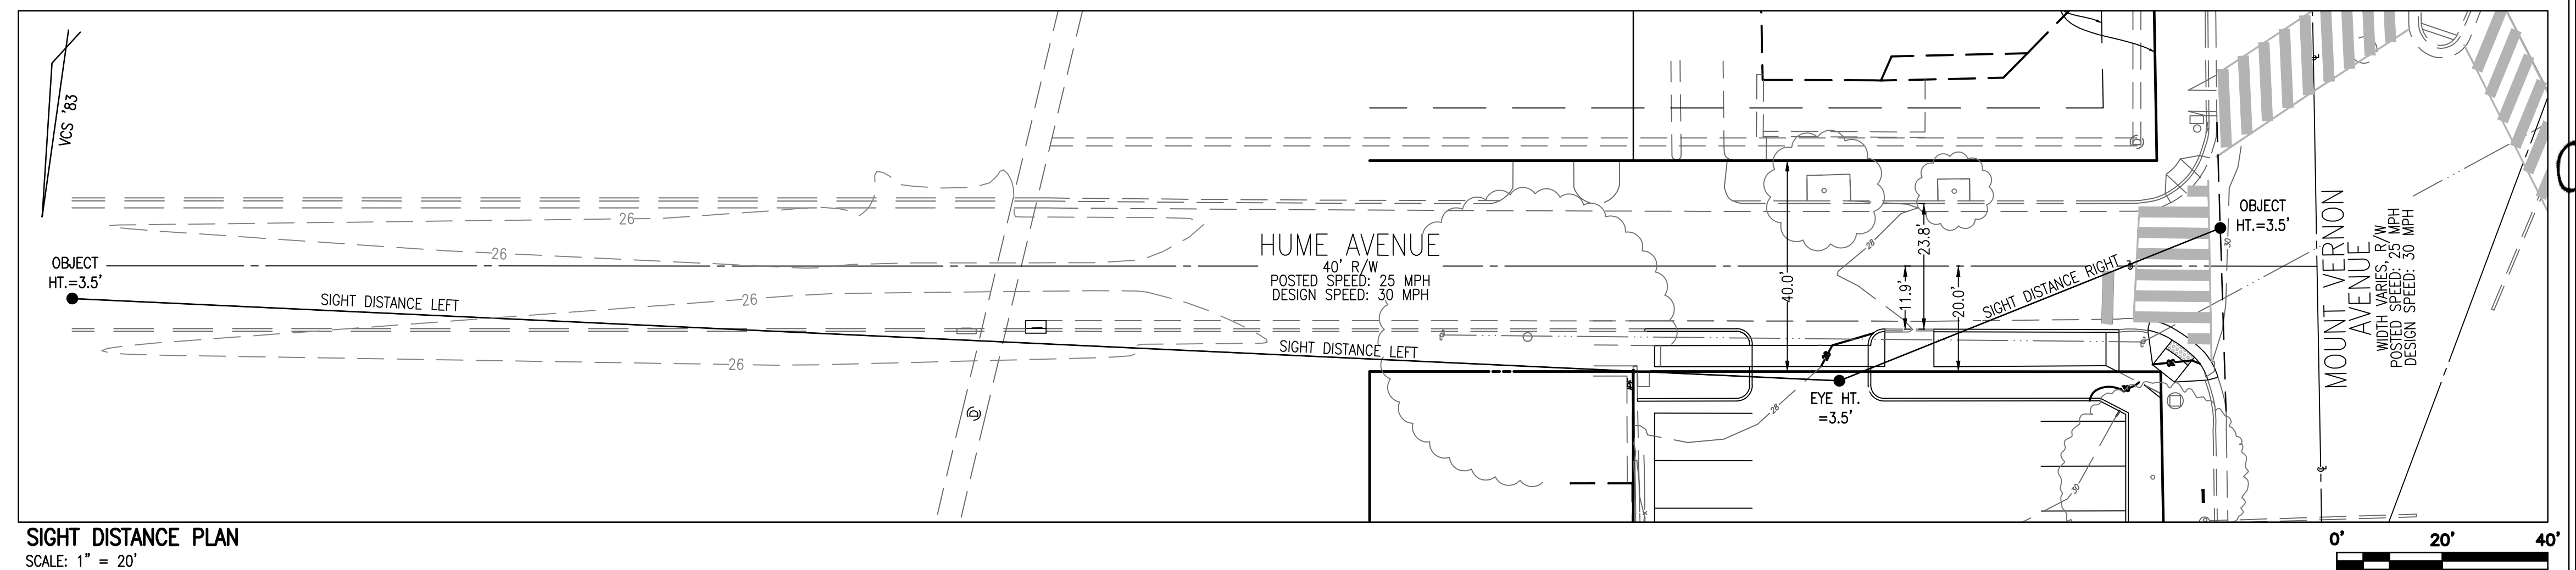 VCS '83
OBJECT
HT.=3.5'
SIGHT DISTANCE LEFT
26
26
26
26
D
HUME AVENUE
40' R/W
POSTED SPEED: 25 MPH
DESIGN SPEED: 30 MPH
SIGHT DISTANCE LEFT
40.0'
28
23.8'
11.9'
20.0'
SIGHT DISTANCE RIGHT
EYE HT.
=3.5'
28
OBJECT
HT.=3.5'
30
30
MOUNT VERNON
AVENUE
WIDTH VARIES, R/W
POSTED SPEED: 25 MPH
DESIGN SPEED: 30 MPH
SIGHT DISTANCE PLAN
SCALE: 1" = 20'
0' 20' 40'